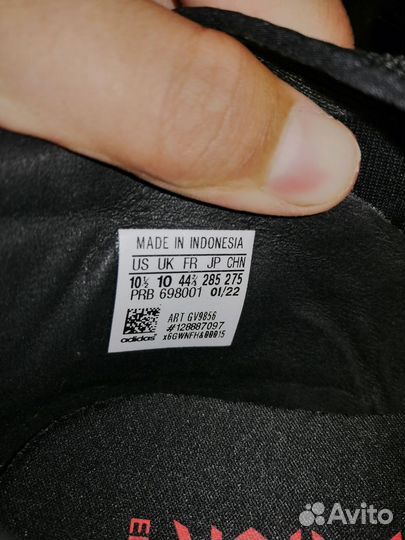 MADE IN INDONESIA
US UK FR JP CHN
10½ 10 44⅔ 285 275
PRB 698001 01/22
ART GV9856
#128887097
adidas
Avito